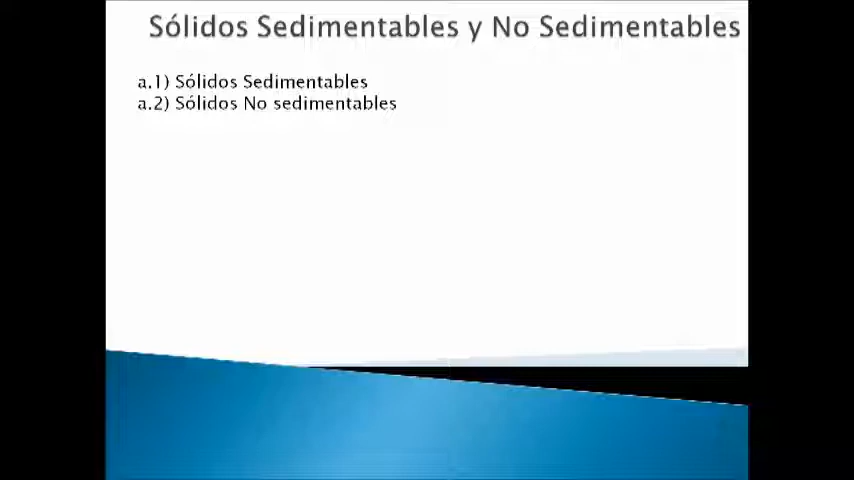 Sólidos Sedimentables y No Sedimentables
a.1) Sólidos Sedimentables
a.2) Sólidos No sedimentables